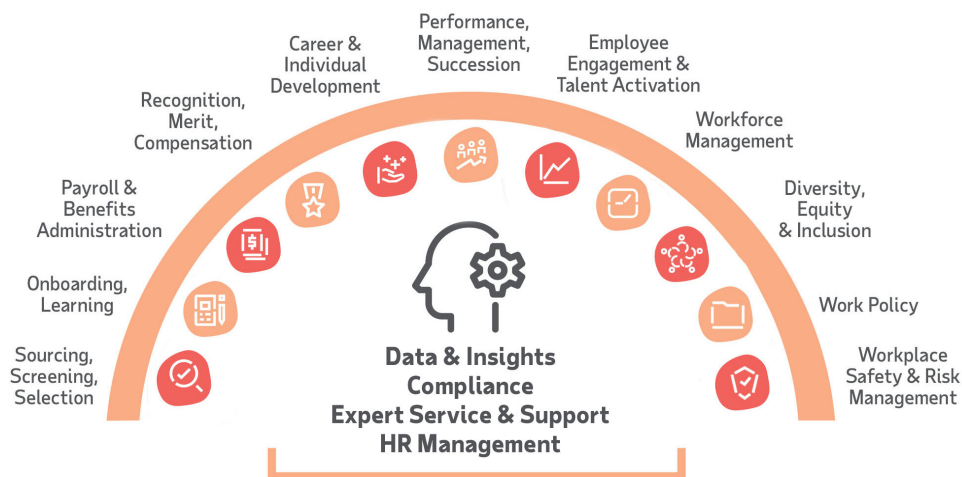 Sourcing,
Screening,
Selection
Onboarding,
Learning
Payroll &
Benefits
Administration
Recognition,
Merit,
Compensation
Career &
Individual
Development
Performance,
Management,
Succession
Employee
Engagement &
Talent Activation
Workforce
Management
Diversity,
Equity
& Inclusion
Work Policy
Workplace
Safety & Risk
Management
$
Data & Insights
Compliance
Expert Service & Support
HR Management